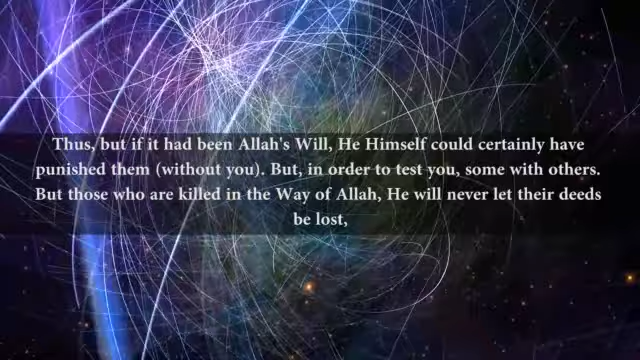 Thus, but if it had been Allah's Will, He Himself could certainly have
punished them (without you). But, in order to test you, some with others.
But those who are killed in the Way of Allah, He will never let their deeds
be lost,